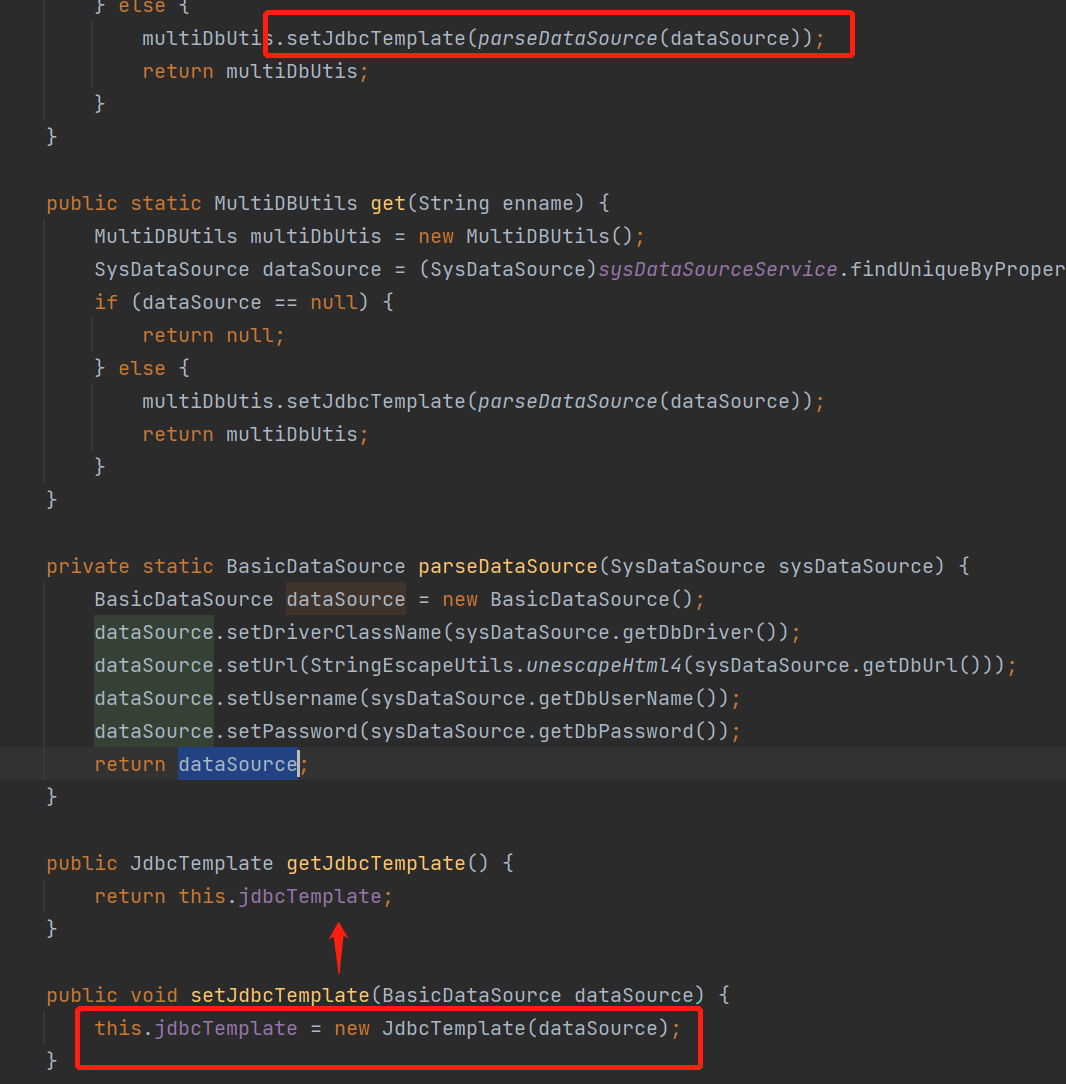 } else {
multiDbUtis.setJdbcTemplate(parseDataSource(dataSource));
return multiDbUtis;
}
}
public static MultiDBUtils get(String enname) {
MultiDBUtils multiDbUtis = new MultiDBUtils();
SysDataSource dataSource = (SysDataSource)sysDataSourceService.findUniqueByProper
if (dataSource == null) {
return null;
} else {
multiDbUtis.setJdbcTemplate(parseDataSource(dataSource));
return multiDbUtis;
}
}
private static BasicDataSource parseDataSource(SysDataSource sysDataSource) {
BasicDataSource dataSource = new BasicDataSource();
dataSource.setDriverClassName(sysDataSource.getDbDriver());
dataSource.setUrl(StringEscapeUtils.unescapeHtml4(sysDataSource.getDbUrl()));
dataSource.setUsername(sysDataSource.getDbUserName());
dataSource.setPassword(sysDataSource.getDbPassword());
return dataSource;
}
public JdbcTemplate getJdbcTemplate() {
return this.jdbcTemplate;
}
public void setJdbcTemplate(BasicDataSource dataSource) {
this.jdbcTemplate = new JdbcTemplate(dataSource);
}